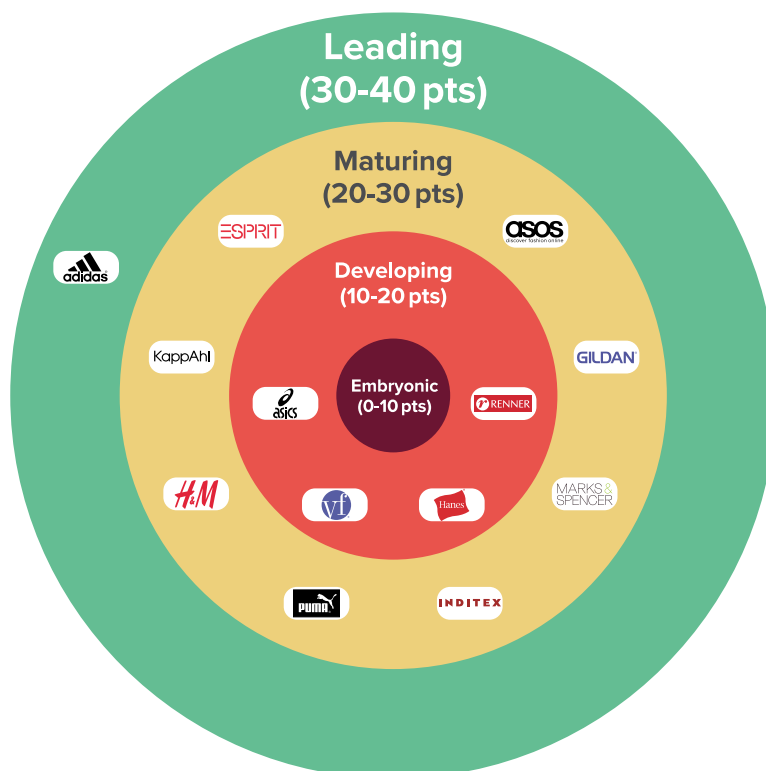 Leading
(30-40 pts)
Maturing
(20-30 pts)
ESPRIT
asos
discover fashion online
adidas
Developing
(10-20 pts)
KappAhl
GILDAN
Embryonic
(0-10 pts)
asics
RENNER
H&M
vf
Hanes
MARKS&
SPENCER
PUMA
INDITEX